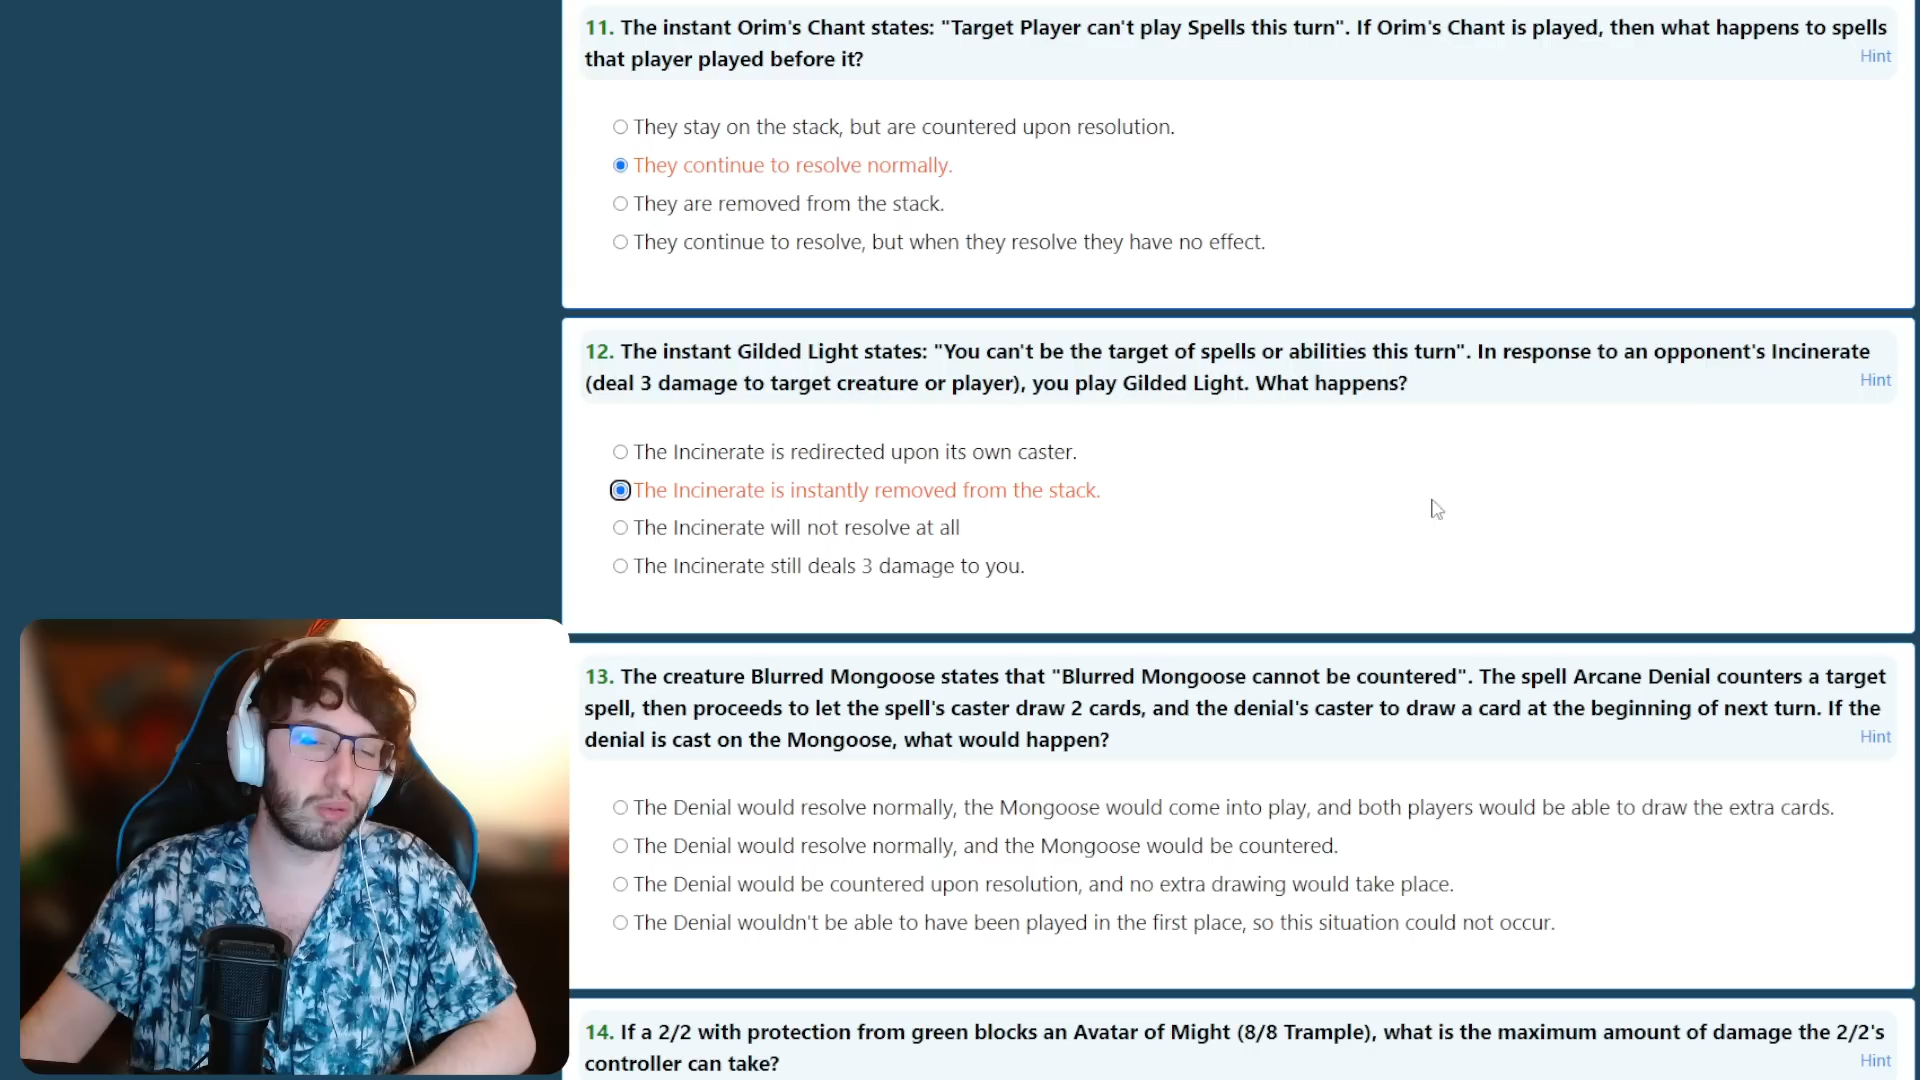 11. The instant Orim's Chant states: "Target Player can't play Spells this turn". If Orim's Chant is played, then what happens to spells
that player played before it?
Hint
They stay on the stack, but are countered upon resolution.
They continue to resolve normally.
They are removed from the stack.
They continue to resolve, but when they resolve they have no effect.
12. The instant Gilded Light states: "You can't be the target of spells or abilities this turn". In response to an opponent's Incinerate
(deal 3 damage to target creature or player), you play Gilded Light. What happens?
Hint
The Incinerate is redirected upon its own caster.
The Incinerate is instantly removed from the stack.
The Incinerate will not resolve at all
The Incinerate still deals 3 damage to you.
13. The creature Blurred Mongoose states that "Blurred Mongoose cannot be countered". The spell Arcane Denial counters a target
spell, then proceeds to let the spell's caster draw 2 cards, and the denial's caster to draw a card at the beginning of next turn. If the
denial is cast on the Mongoose, what would happen?
Hint
The Denial would resolve normally, the Mongoose would come into play, and both players would be able to draw the extra cards.
The Denial would resolve normally, and the Mongoose would be countered.
The Denial would be countered upon resolution, and no extra drawing would take place.
The Denial wouldn't be able to have been played in the first place, so this situation could not occur.
14. If a 2/2 with protection from green blocks an Avatar of Might (8/8 Trample), what is the maximum amount of damage the 2/2's
controller can take?
Hint